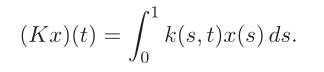 (Kx)(t) = ∫₀¹ k(s, t)x(s) ds.